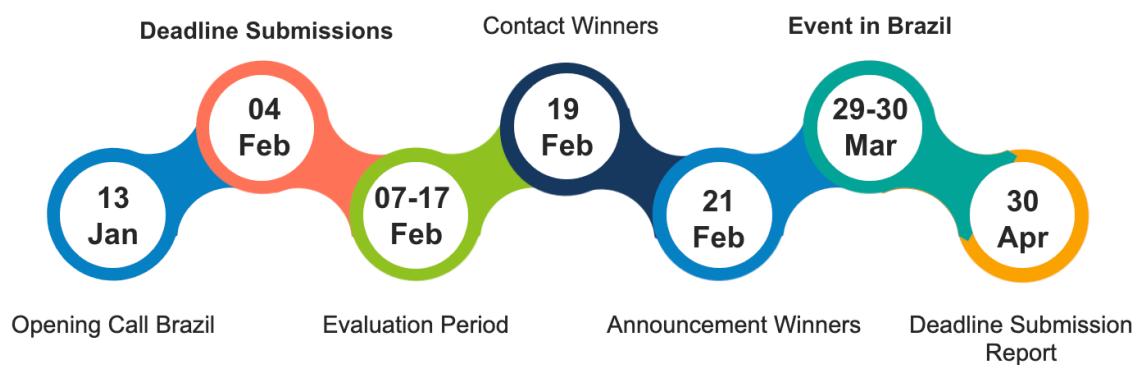 Deadline Submissions
Contact Winners
Event in Brazil
04
Feb
19
Feb
29-30
Mar
13
Jan
07-17
Feb
21
Feb
30
Apr
Opening Call Brazil
Evaluation Period
Announcement Winners
Deadline Submission
Report